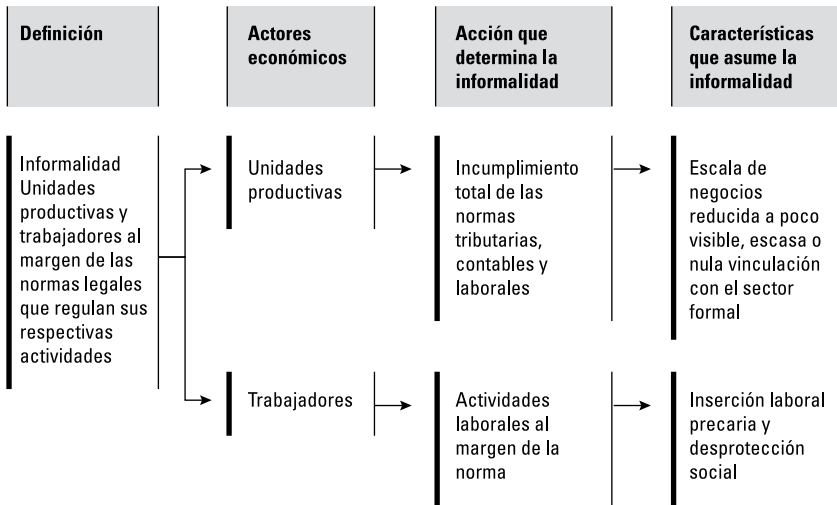 Definición
Actores
económicos
Acción que
determina la
informalidad
Características
que asume la
informalidad
Informalidad
Unidades
productivas y
trabajadores al
margen de las
normas legales
que regulan sus
respectivas
actividades
Unidades
productivas
Incumplimiento
total de las
normas
tributarias,
contables y
laborales
Escala de
negocios
reducida a poco
visible, escasa o
nula vinculación
con el sector
formal
Trabajadores
Actividades
laborales al
margen de la
norma
Inserción laboral
precaria y
desprotección
social